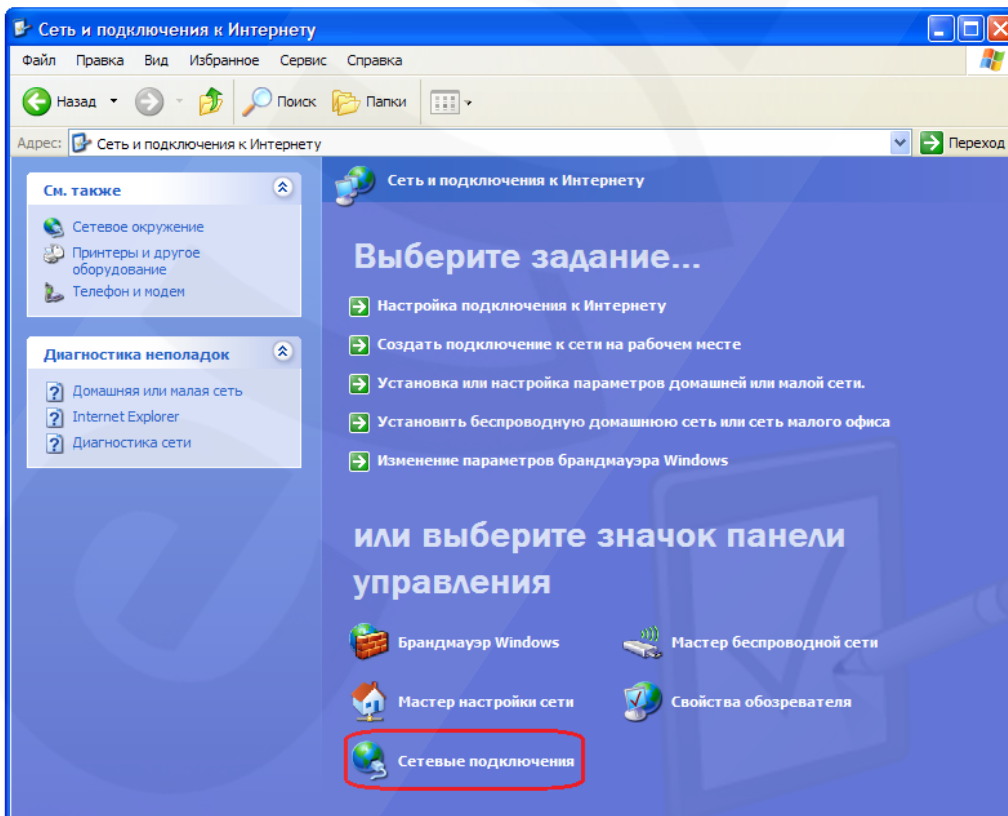 Сеть и подключения к Интернету
Файл Правка Вид Избранное Сервис Справка
Назад Поиск Папки
Адрес: Сеть и подключения к Интернету Переход
См. также
Сетевое окружение
Принтеры и другое
оборудование
Телефон и модем
Диагностика неполадок
Домашняя или малая сеть
Internet Explorer
Диагностика сети
Сеть и подключения к Интернету
Выберите задание...
Настройка подключения к Интернету
Создать подключение к сети на рабочем месте
Установка или настройка параметров домашней или малой сети.
Установить беспроводную домашнюю сеть или сеть малого офиса
Изменение параметров брандмауэра Windows
или выберите значок панели
управления
Брандмауэр Windows Мастер беспроводной сети
Мастер настройки сети Свойства обозревателя
Сетевые подключения